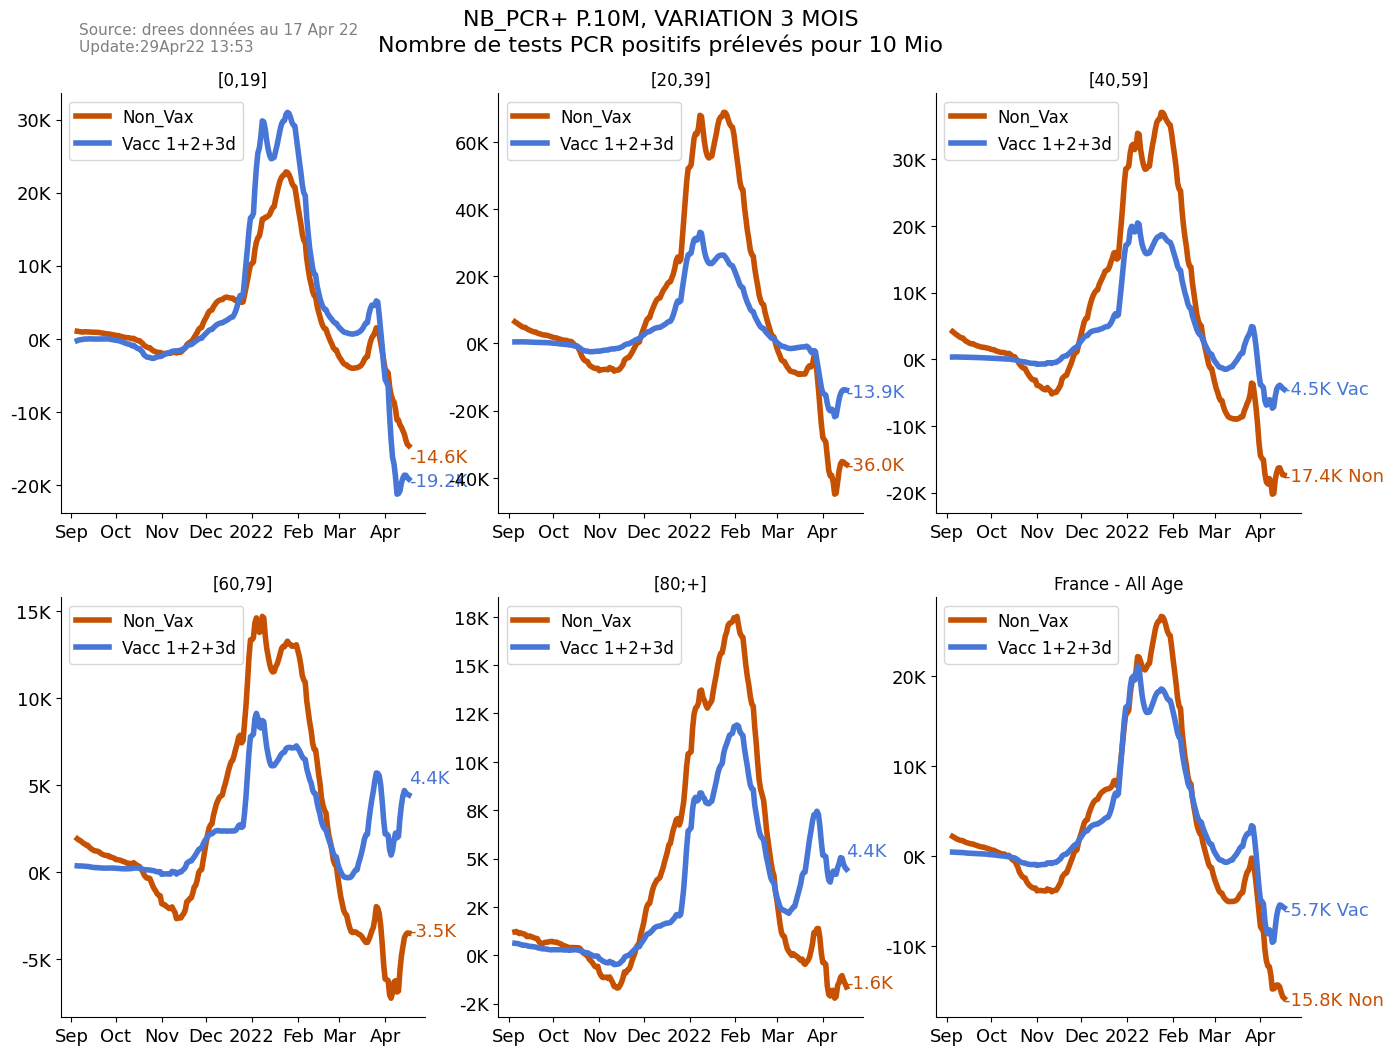 NB_PCR+ P.10M, VARIATION 3 MOIS
Source: drees données au 17 Apr 22
Nombre de tests PCR positifs prélevés pour 10 Mio
Update:29Apr22 13:53
[0,19]
Non_Vax
Vacc 1+2+3d
30K
20K
10K
0K
-10K
-20K
-14.6K
-19.2K
Sep Oct Nov Dec 2022 Feb Mar Apr
[20,39]
Non_Vax
Vacc 1+2+3d
60K
40K
20K
0K
-20K
-40K
-13.9K
-36.0K
Sep Oct Nov Dec 2022 Feb Mar Apr
[40,59]
Non_Vax
Vacc 1+2+3d
30K
20K
10K
0K
-10K
-20K
-4.5K Vac
-17.4K Non
Sep Oct Nov Dec 2022 Feb Mar Apr
[60,79]
Non_Vax
Vacc 1+2+3d
15K
10K
5K
0K
-5K
4.4K
-3.5K
Sep Oct Nov Dec 2022 Feb Mar Apr
[80;+]
Non_Vax
Vacc 1+2+3d
18K
15K
12K
10K
8K
5K
2K
0K
-2K
4.4K
-1.6K
Sep Oct Nov Dec 2022 Feb Mar Apr
France - All Age
Non_Vax
Vacc 1+2+3d
20K
10K
0K
-10K
-5.7K Vac
-15.8K Non
Sep Oct Nov Dec 2022 Feb Mar Apr